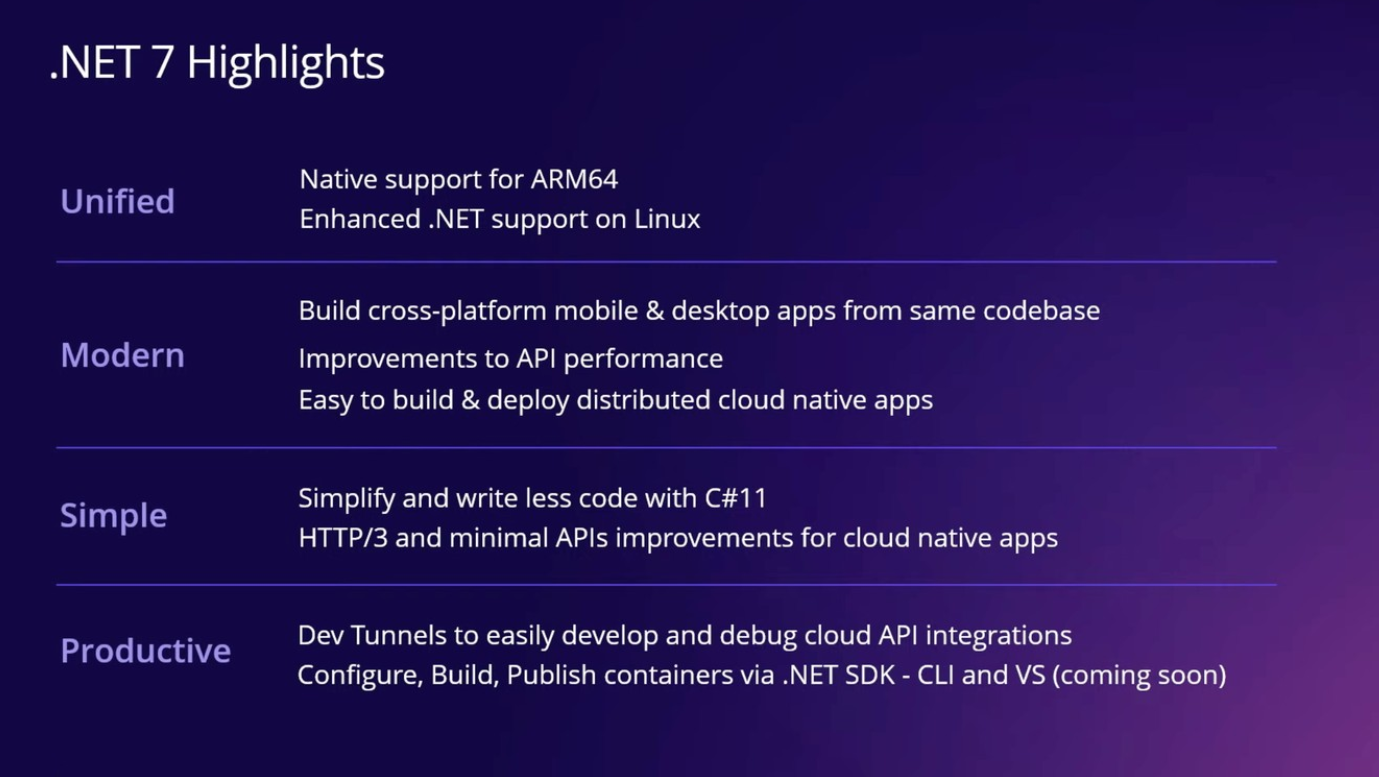 .NET 7 Highlights
Unified
Native support for ARM64
Enhanced .NET support on Linux
Modern
Build cross-platform mobile & desktop apps from same codebase
Improvements to API performance
Easy to build & deploy distributed cloud native apps
Simple
Simplify and write less code with C#11
HTTP/3 and minimal APIs improvements for cloud native apps
Productive
Dev Tunnels to easily develop and debug cloud API integrations
Configure, Build, Publish containers via .NET SDK - CLI and VS (coming soon)